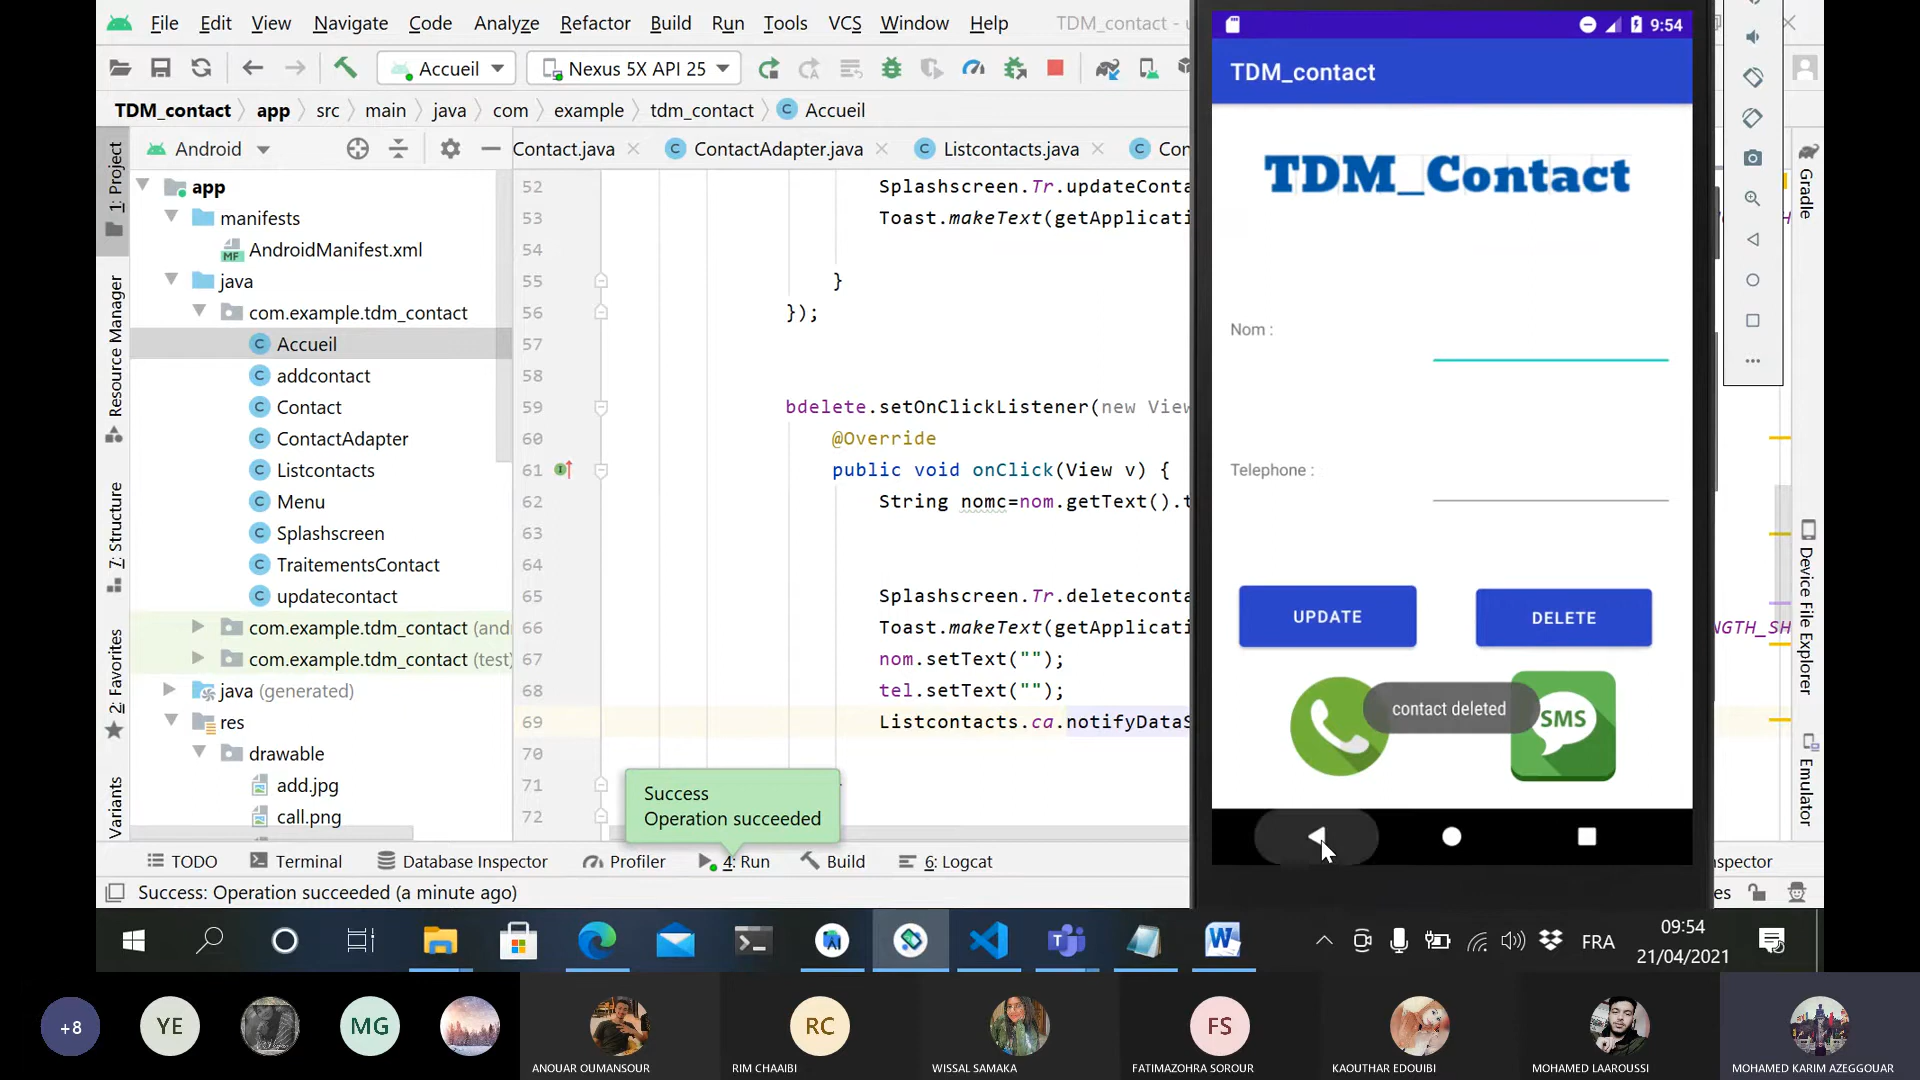 File Edit View Navigate Code Analyze Refactor Build Run Tools VCS Window Help TDM_contact -
Accueil Nexus 5X API 25
TDM_contact app src main java com example tdm_contact Accueil
1: Project
Resource Manager
7: Structure
2: Favorites
Variants
Android
app
manifests
AndroidManifest.xml
java
com.example.tdm_contact
Accueil
addcontact
Contact
ContactAdapter
Listcontacts
Menu
Splashscreen
TraitementsContact
updatecontact
com.example.tdm_contact (and
com.example.tdm_contact (test)
java (generated)
res
drawable
add.jpg
call.png
Contact.java ContactAdapter.java Listcontacts.java Con
52 Splashscreen.Tr.updateConta
53 Toast.makeText(getApplicati
54
55 }
56 });
57
58
59 bdelete.setOnClickListener(new View
60 @Override
61 public void onClick(View v) {
62 String nomc=nom.getText().t
63
64
65 Splashscreen.Tr.deleteconta
66 Toast.makeText(getApplicati
67 nom.setText("");
68 tel.setText("");
69 Listcontacts.ca.notifyDataS
70
71
72
Success
Operation succeeded
TODO Terminal Database Inspector Profiler 4: Run Build 6: Logcat
Success: Operation succeeded (a minute ago)
9:54
TDM_contact
TDM_Contact
Nom :
Telephone :
UPDATE DELETE
contact deleted
SMS
Gradle
NGTH_SH
Device File Explorer
Emulator
nspector
es
FRA
09:54
21/04/2021
+8 YE MG RC FS
ANOUAR OUMANSOUR RIM CHAAIBI WISSAL SAMAKA FATIMAZOHRA SOROUR KAOUTHAR EDOUIBI MOHAMED LAAROUSSI MOHAMED KARIM AZEGGOUAR